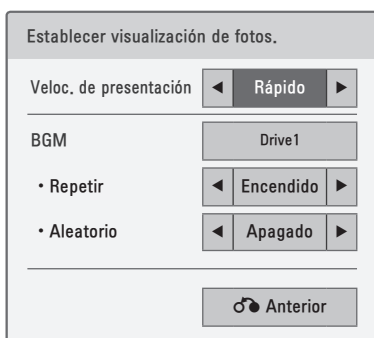 Establecer visualización de fotos.
Veloc. de presentación ◀ Rápido ▶
BGM Drive1
• Repetir ◀ Encendido ▶
• Aleatorio ◀ Apagado ▶
Anterior